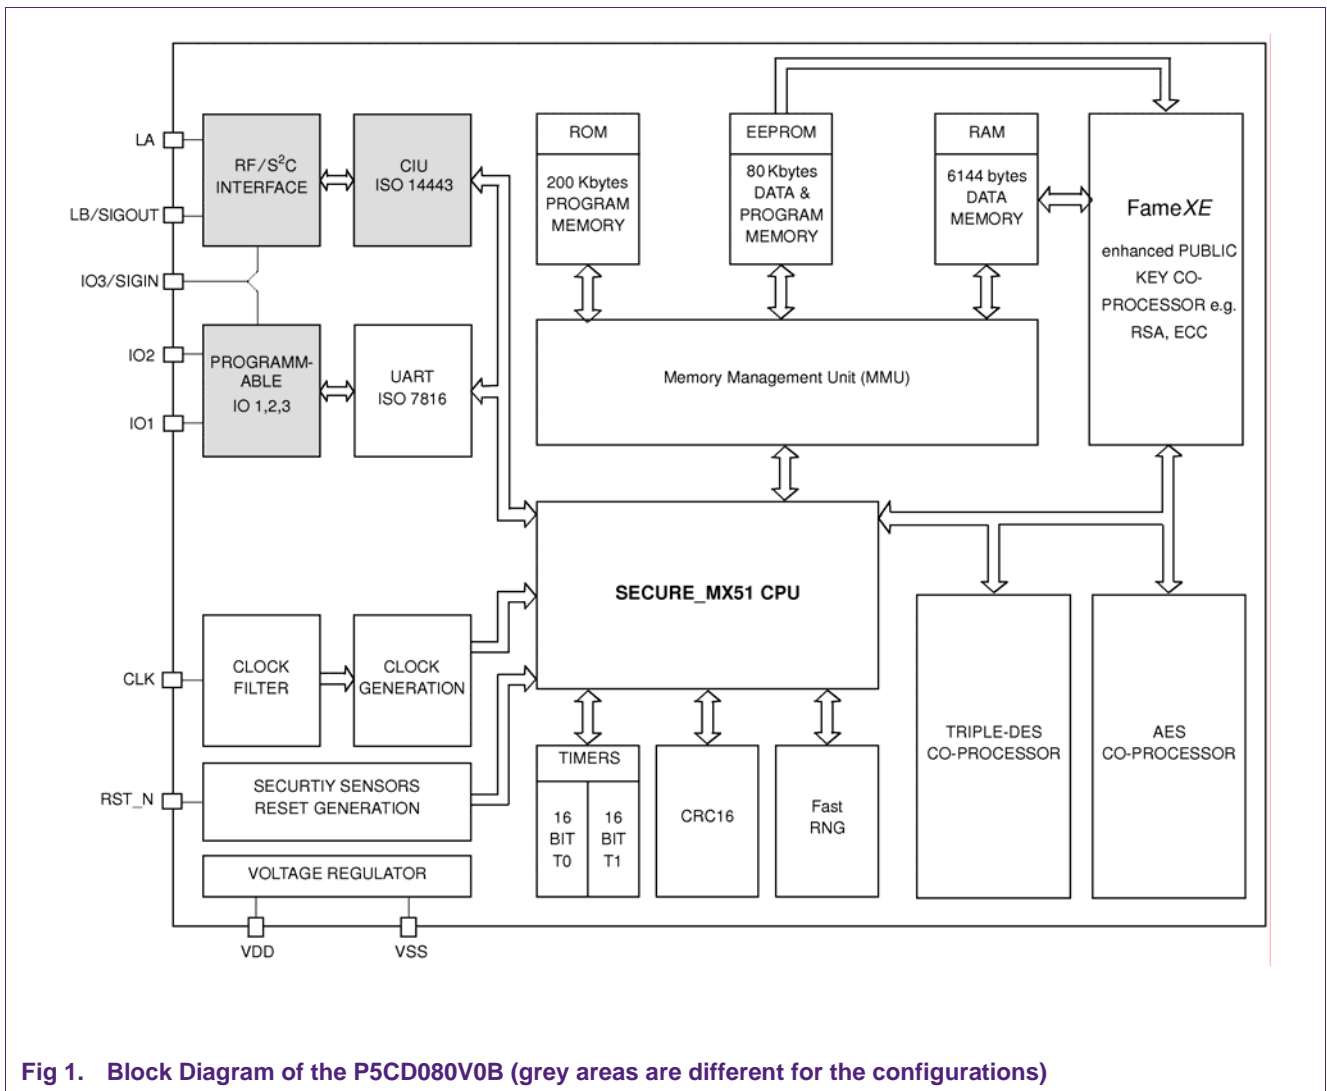 LA
LB/SIGOUT
IO3/SIGIN
IO2
IO1
RF/S²C
INTERFACE
CIU
ISO 14443
PROGRAMM-
ABLE
IO 1,2,3
UART
ISO 7816
ROM
200 Kbytes
PROGRAM
MEMORY
EEPROM
80 Kbytes
DATA &
PROGRAM
MEMORY
RAM
6144 bytes
DATA
MEMORY
FameXE
enhanced PUBLIC
KEY CO-
PROCESSOR e.g.
RSA, ECC
Memory Management Unit (MMU)
SECURE_MX51 CPU
CLK
CLOCK
FILTER
CLOCK
GENERATION
RST_N
SECURTIY SENSORS
RESET GENERATION
VOLTAGE REGULATOR
VDD
VSS
TIMERS
16
BIT
T0
16
BIT
T1
CRC16
Fast
RNG
TRIPLE-DES
CO-PROCESSOR
AES
CO-PROCESSOR
Fig 1. Block Diagram of the P5CD080V0B (grey areas are different for the configurations)